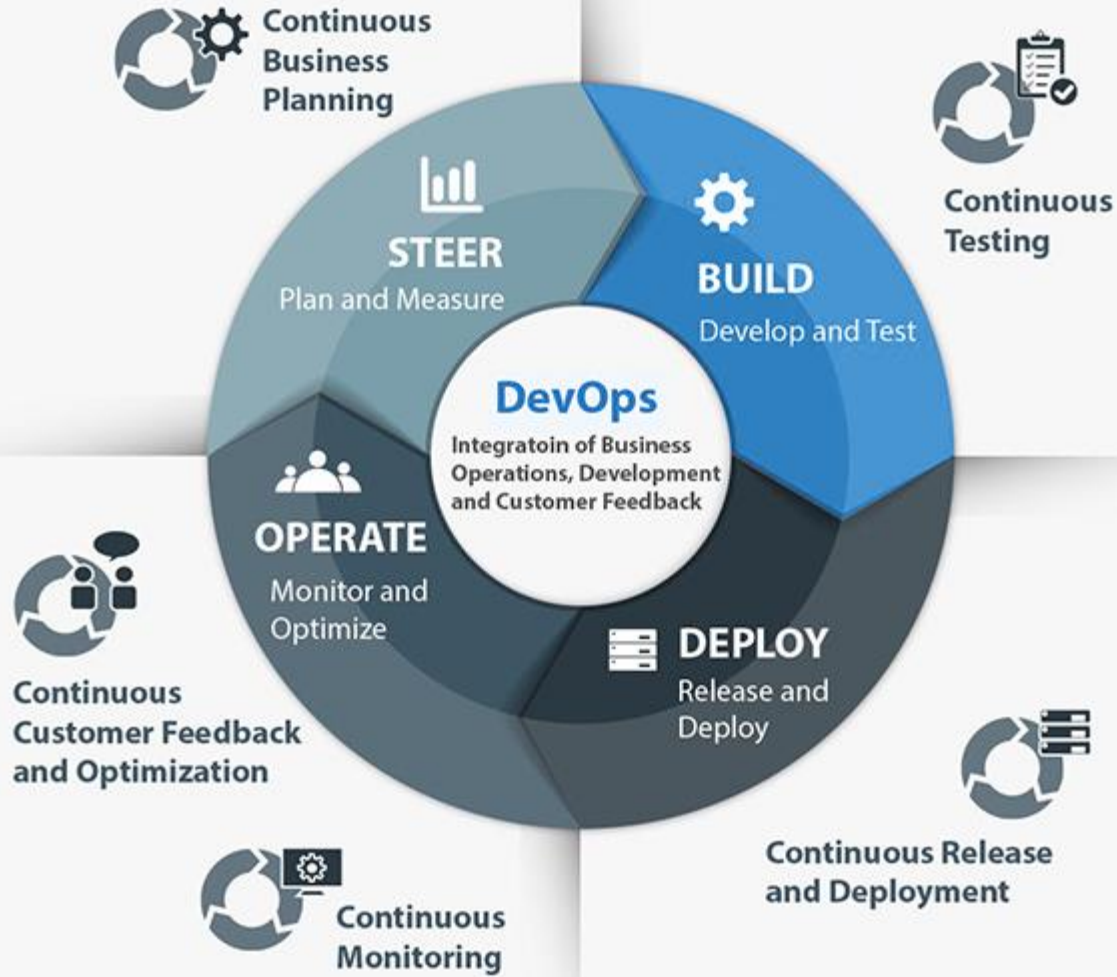 Continuous
Business
Planning
Continuous
Testing
STEER
Plan and Measure
BUILD
Develop and Test
DevOps
Integratoin of Business
Operations, Development
and Customer Feedback
OPERATE
Monitor and
Optimize
DEPLOY
Release and
Deploy
Continuous
Customer Feedback
and Optimization
Continuous Release
and Deployment
Continuous
Monitoring